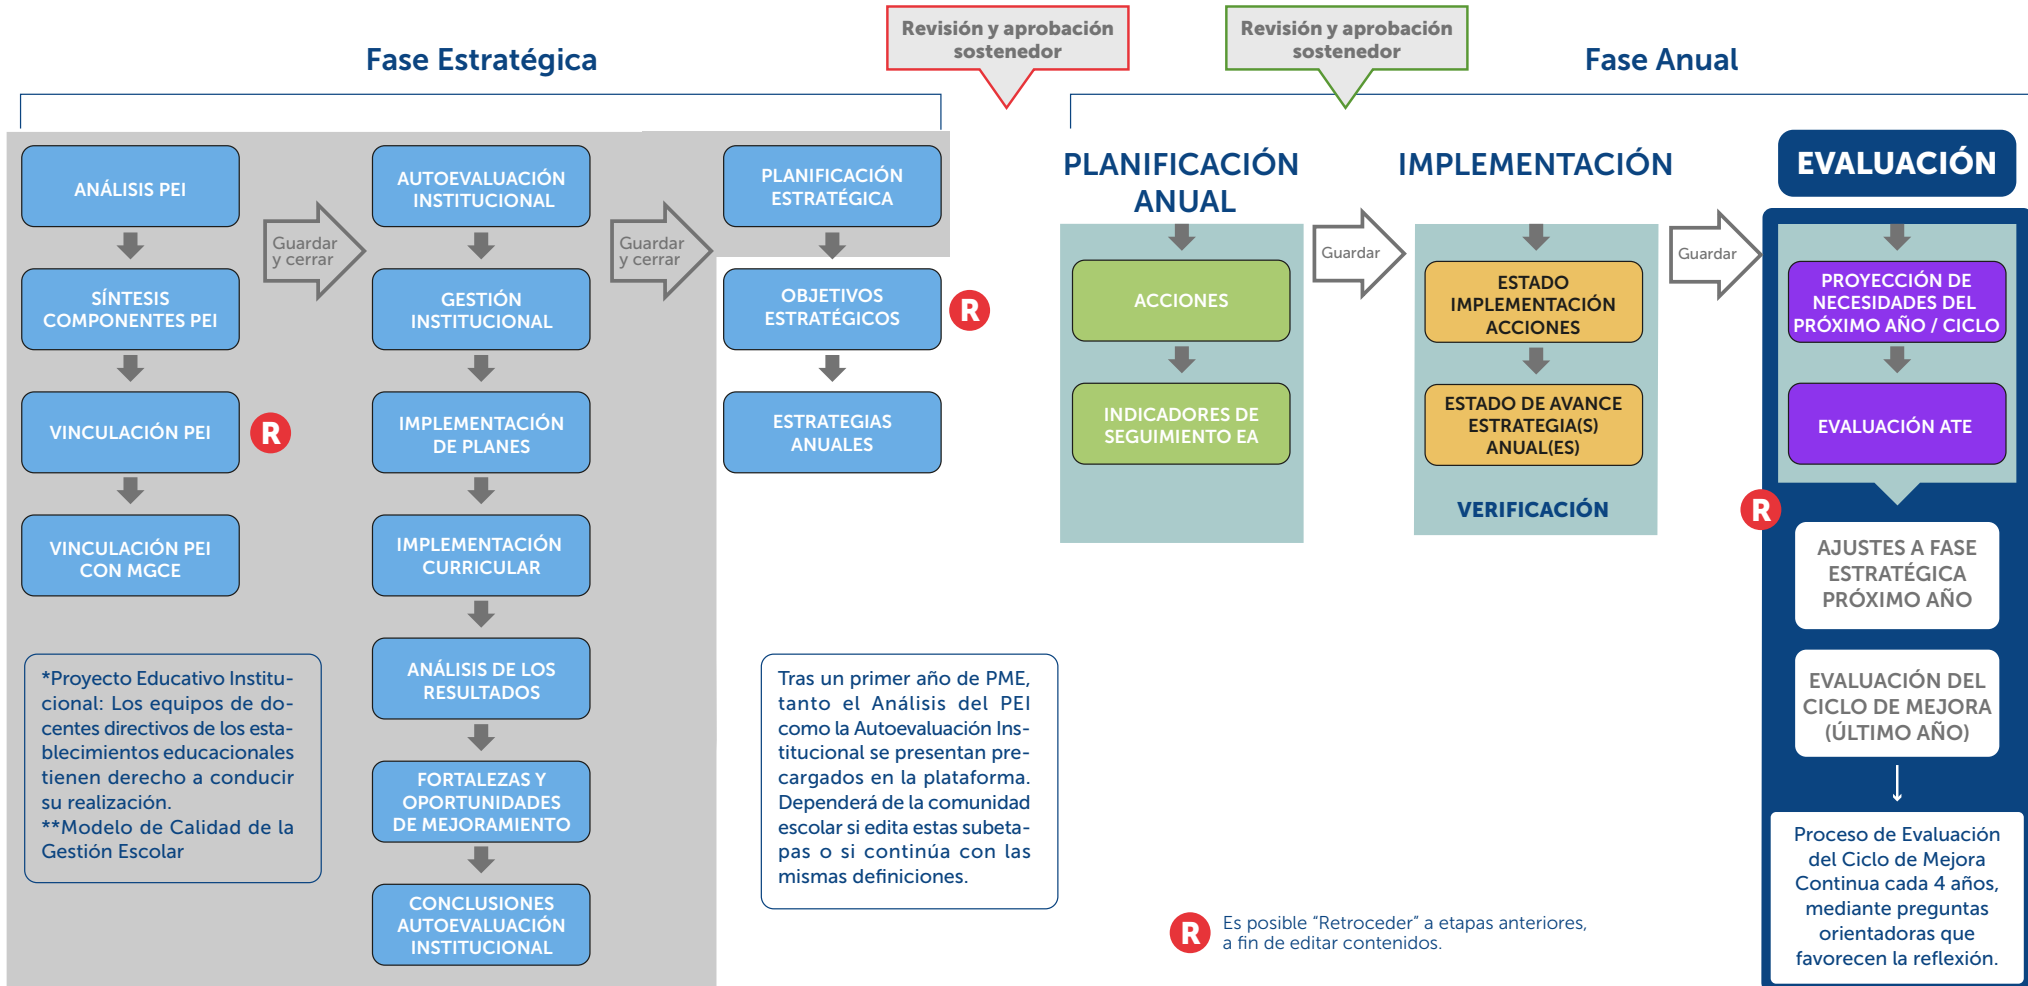 Fase Estratégica
Revisión y aprobación
sostenedor
Revisión y aprobación
sostenedor
Fase Anual
ANÁLISIS PEI
SÍNTESIS
COMPONENTES PEI
VINCULACIÓN PEI
R
VINCULACIÓN PEI
CON MGCE
*Proyecto Educativo Institu-
cional: Los equipos de do-
centes directivos de los esta-
blecimientos educacionales
tienen derecho a conducir
su realización.
**Modelo de Calidad de la
Gestión Escolar
Guardar
y cerrar
AUTOEVALUACIÓN
INSTITUCIONAL
GESTIÓN
INSTITUCIONAL
IMPLEMENTACIÓN
DE PLANES
IMPLEMENTACIÓN
CURRICULAR
ANÁLISIS DE LOS
RESULTADOS
FORTALEZAS Y
OPORTUNIDADES
DE MEJORAMIENTO
CONCLUSIONES
AUTOEVALUACIÓN
INSTITUCIONAL
Guardar
y cerrar
PLANIFICACIÓN
ESTRATÉGICA
OBJETIVOS
ESTRATÉGICOS
R
ESTRATEGIAS
ANUALES
Tras un primer año de PME,
tanto el Análisis del PEI
como la Autoevaluación Ins-
titucional se presentan pre-
cargados en la plataforma.
Dependerá de la comunidad
escolar si edita estas subeta-
pas o si continúa con las
mismas definiciones.
PLANIFICACIÓN
ANUAL
ACCIONES
INDICADORES DE
SEGUIMIENTO EA
Guardar
IMPLEMENTACIÓN
ESTADO
IMPLEMENTACIÓN
ACCIONES
ESTADO DE AVANCE
ESTRATEGIA(S)
ANUAL(ES)
VERIFICACIÓN
Guardar
EVALUACIÓN
PROYECCIÓN DE
NECESIDADES DEL
PRÓXIMO AÑO / CICLO
EVALUACIÓN ATE
R
AJUSTES A FASE
ESTRATÉGICA
PRÓXIMO AÑO
EVALUACIÓN DEL
CICLO DE MEJORA
(ÚLTIMO AÑO)
Proceso de Evaluación
del Ciclo de Mejora
Continua cada 4 años,
mediante preguntas
orientadoras que
favorecen la reflexión.
R
Es posible “Retroceder” a etapas anteriores,
a fin de editar contenidos.